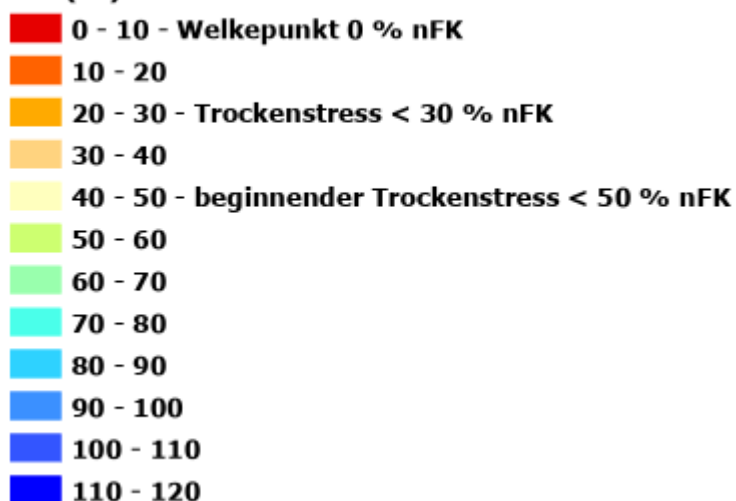 0 - 10 - Welkepunkt 0 % nFK
10 - 20
20 - 30 - Trockenstress < 30 % nFK
30 - 40
40 - 50 - beginnender Trockenstress < 50 % nFK
50 - 60
60 - 70
70 - 80
80 - 90
90 - 100
100 - 110
110 - 120